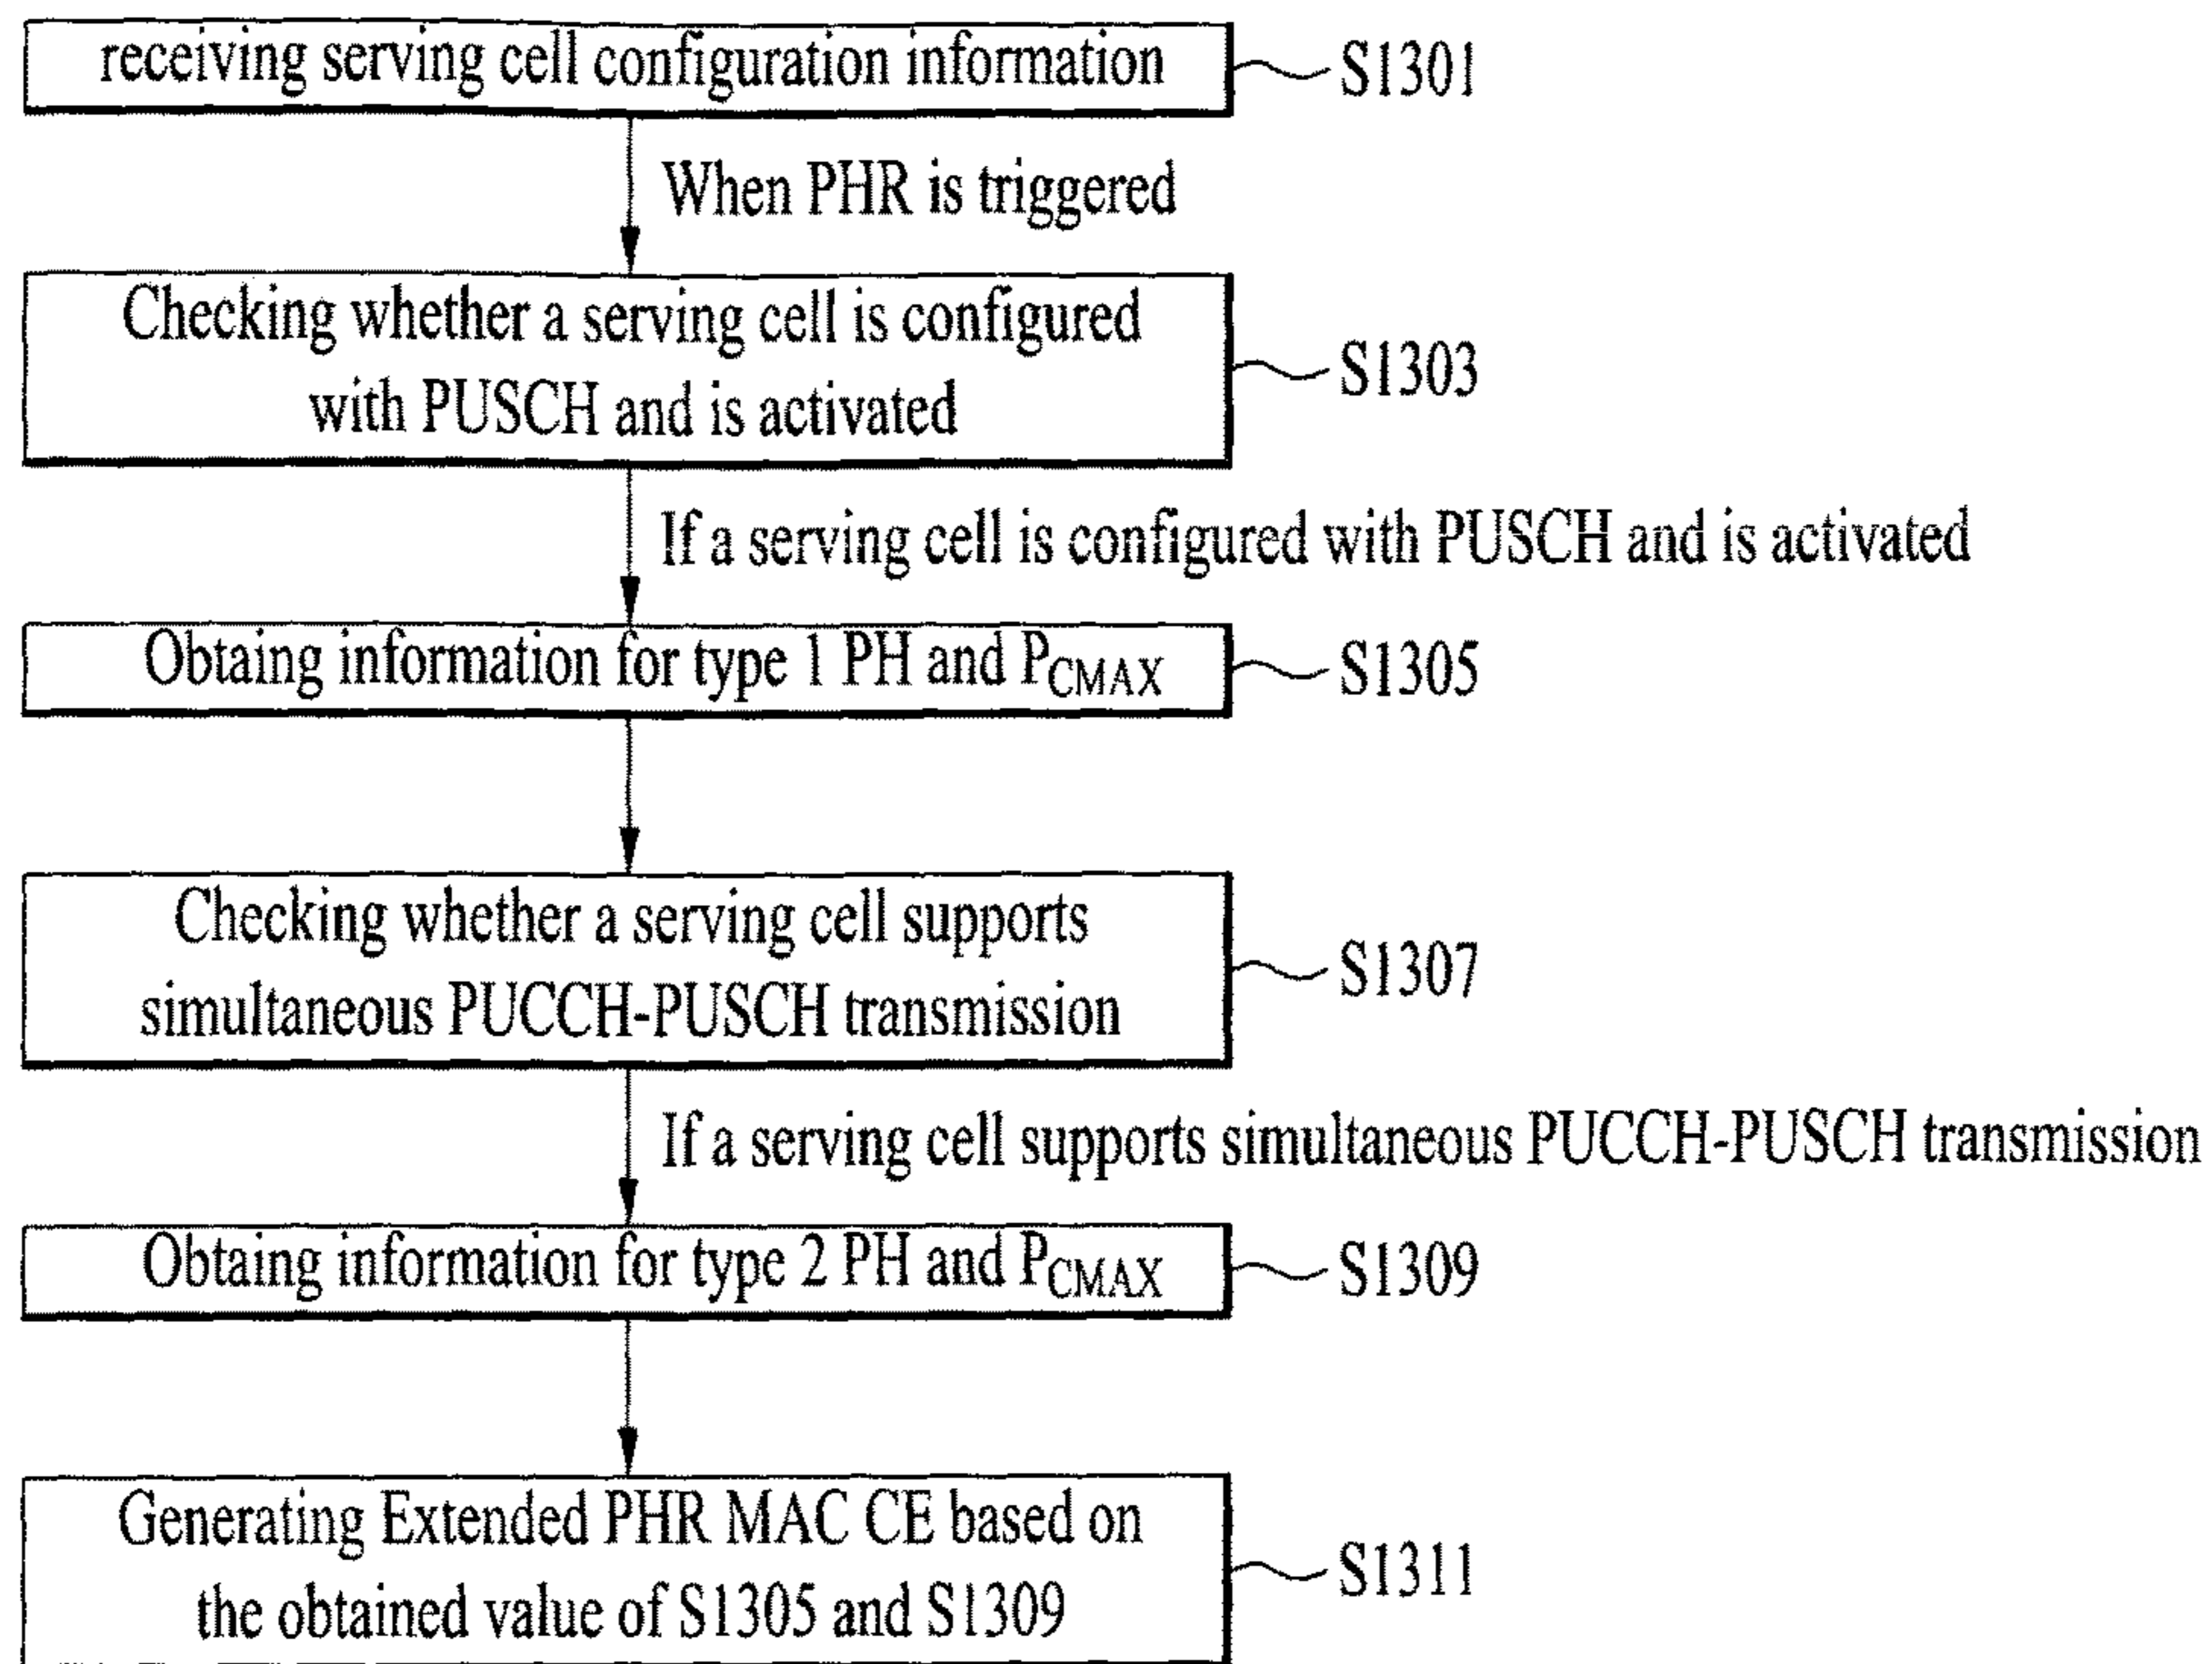 receiving serving cell configuration information
S1301
When PHR is triggered
Checking whether a serving cell is configured
with PUSCH and is activated
S1303
If a serving cell is configured with PUSCH and is activated
Obtaing information for type 1 PH and PCMAX
S1305
Checking whether a serving cell supports
simultaneous PUCCH-PUSCH transmission
S1307
If a serving cell supports simultaneous PUCCH-PUSCH transmission
Obtaing information for type 2 PH and PCMAX
S1309
Generating Extended PHR MAC CE based on
the obtained value of S1305 and S1309
S1311